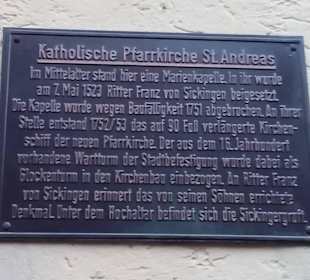 Katholische Pfarrkirche St. Andreas
Im Mittelalter stand hier eine Marienkapelle. In ihr wurde
am 7. Mai 1523 Ritter Franz von Sickingen beigesetzt.
Die Kapelle wurde wegen Baufälligkeit 1751 abgebrochen. An ihrer
Stelle entstand 1752/53 das auf 90 Foß verlängerte Kirchen-
schiff der neuen Pfarrkirche. Der aus dem 16. Jahrhundert
vorhandene Wartturm der Stadtbefestigung wurde dabei als
Glockenturm in den Kirchenbau einbezogen. An Ritter Franz
von Sickingen erinnert das von seinen Söhnen errichtete
Denkmal. Unter dem Hochaltar befindet sich die Sickingergruft.